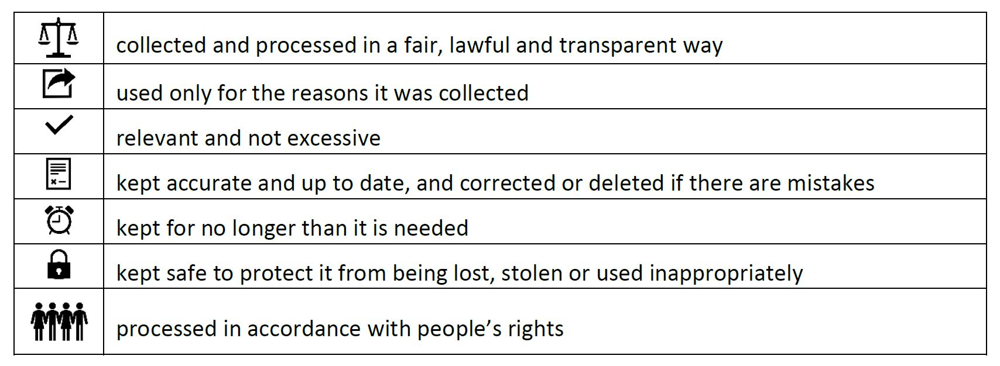 collected and processed in a fair, lawful and transparent way
used only for the reasons it was collected
relevant and not excessive
kept accurate and up to date, and corrected or deleted if there are mistakes
kept for no longer than it is needed
kept safe to protect it from being lost, stolen or used inappropriately
processed in accordance with people’s rights